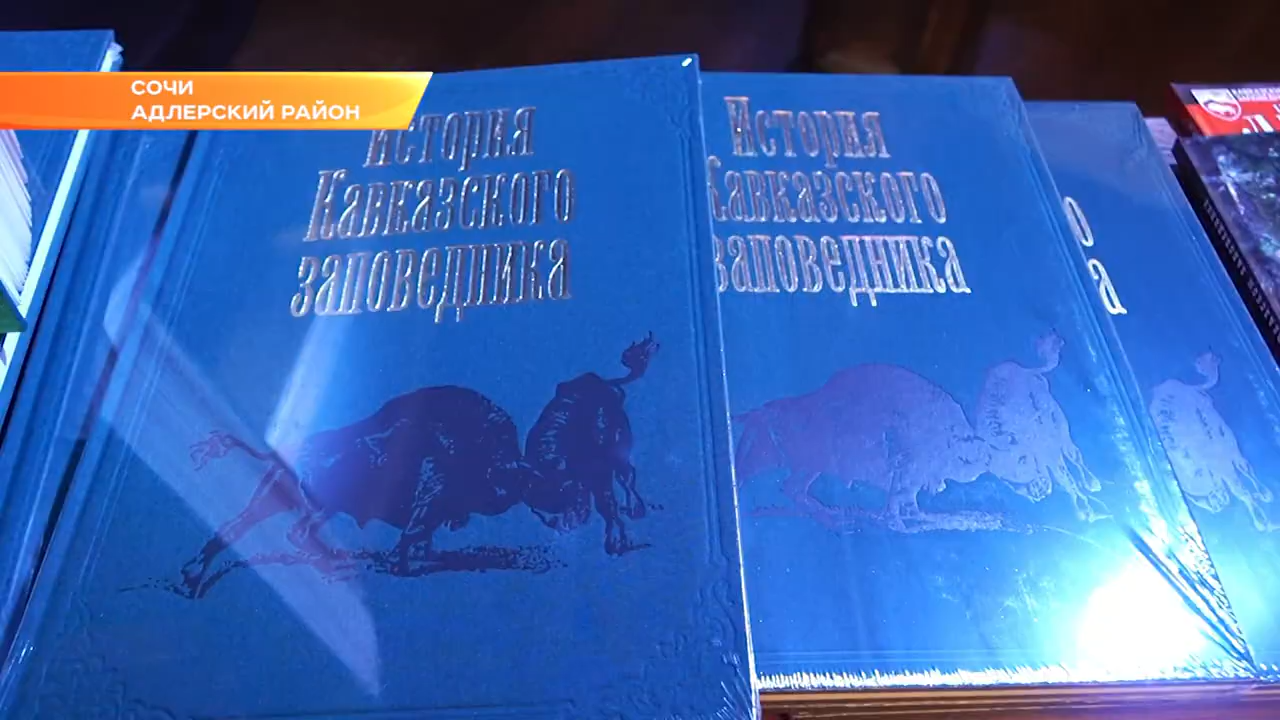 СОЧИ
АДЛЕРСКИЙ РАЙОН
История
Кавказского
заповедника
История
Кавказского
заповедника
о
а